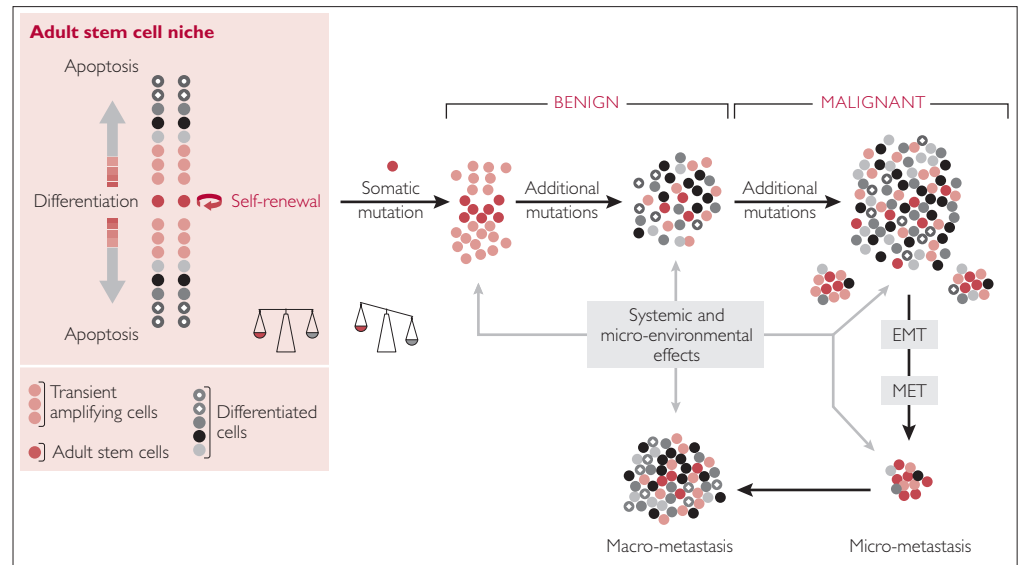 Adult stem cell niche
Apoptosis
Differentiation
Self-renewal
Apoptosis
Transient
amplifying cells
Adult stem cells
Differentiated
cells
BENIGN
MALIGNANT
Somatic
mutation
Additional
mutations
Additional
mutations
Systemic and
micro-environmental
effects
EMT
MET
Macro-metastasis
Micro-metastasis